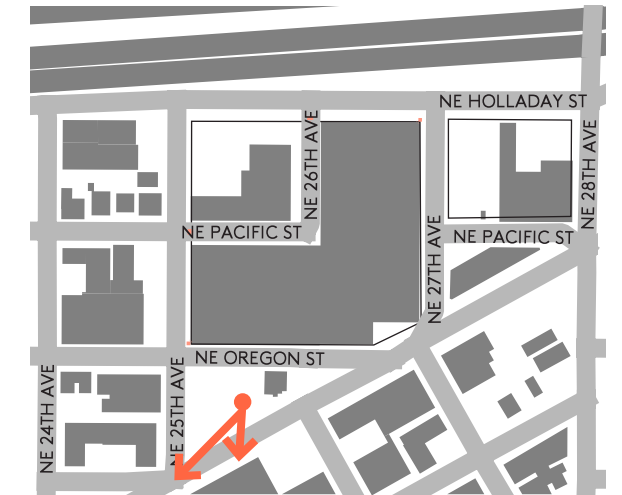 NE HOLLADAY ST
NE 26TH AVE
NE 28TH AVE
NE PACIFIC ST
NE PACIFIC ST
NE 27TH AVE
NE OREGON ST
NE 24TH AVE
NE 25TH AVE